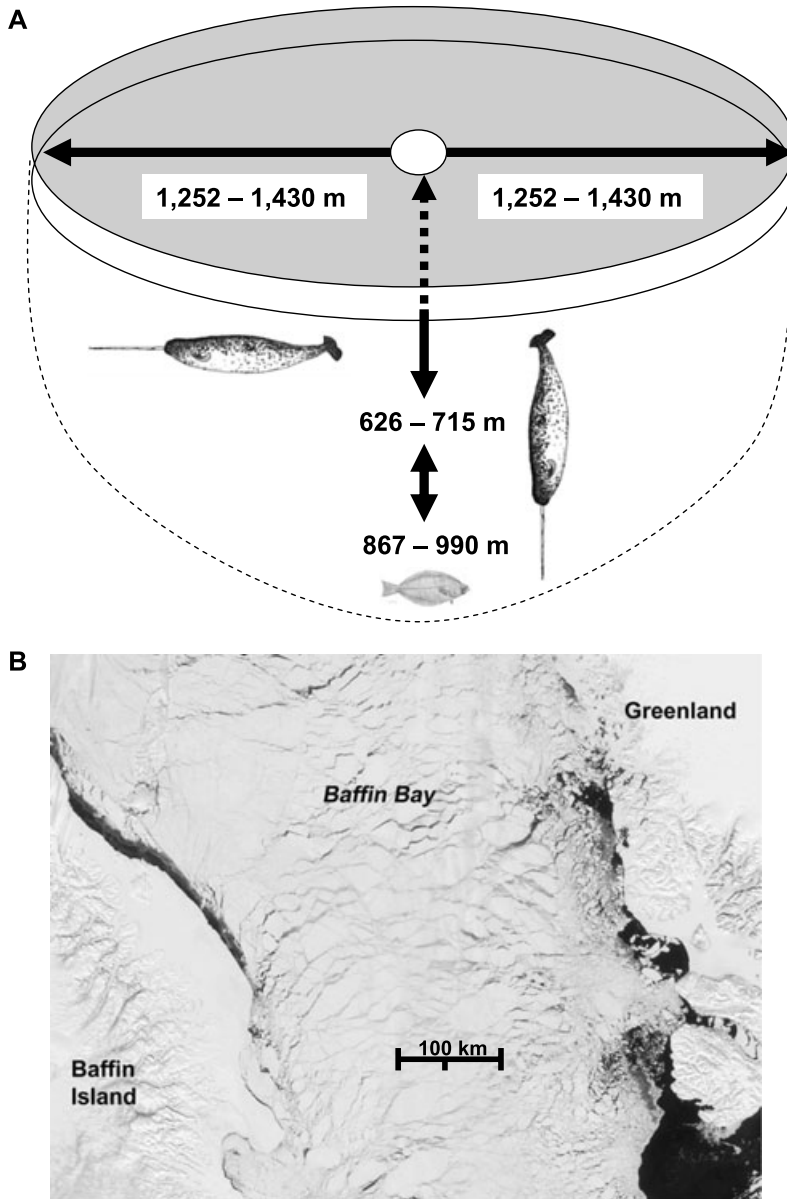 A
1,252 – 1,430 m 1,252 – 1,430 m
626 – 715 m
867 – 990 m
B
Greenland
Baffin Bay
100 km
Baffin
Island